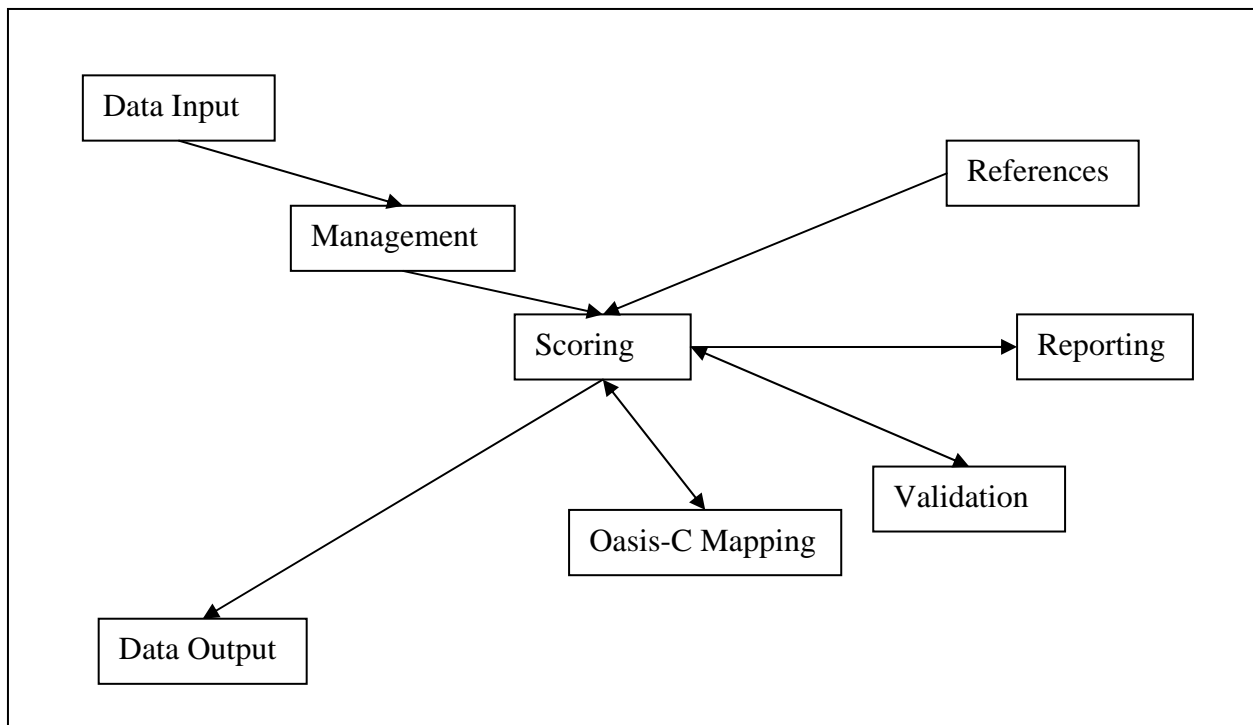 Data Input
References
Management
Scoring
Reporting
Validation
Oasis-C Mapping
Data Output